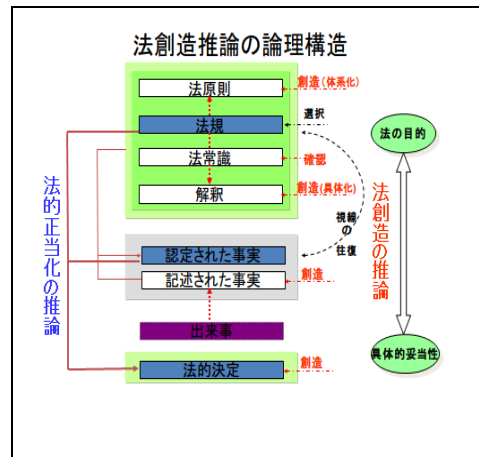 法創造推論の論理構造
法原則
創造(体系化)
法規
選択
法常識
確認
解釈
創造(具体化)
視線
の
往復
認定された事実
記述された事実
創造
出来事
法的決定
創造
法的正当化の推論
法創造の推論
法の目的
具体的妥当性